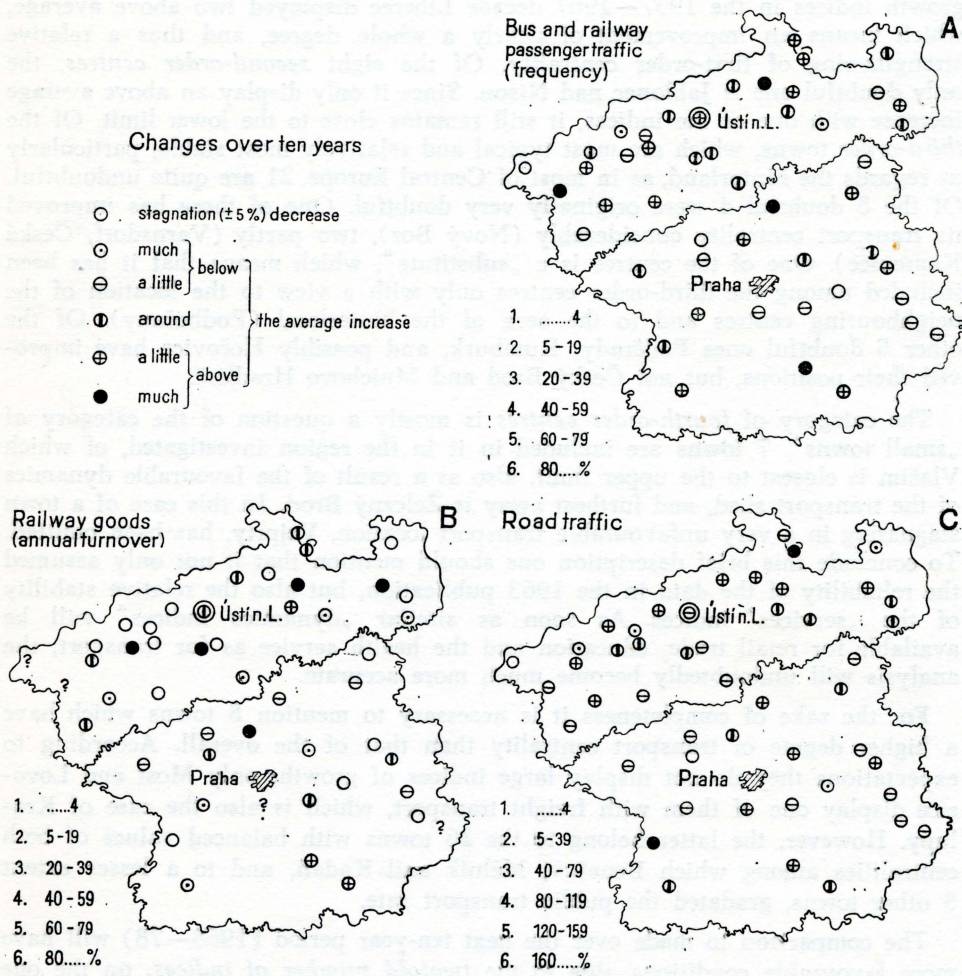 A
Bus and railway
passenger traffic
(frequency)
Ústí n.L.
Changes over ten years
stagnation (±5%) decrease
much
below
a little
around
the average increase
a little
above
much
Praha
1. .....4
2. 5-19
3. 20-39
4. 40-59
5. 60-79
6. 80.....%
Railway goods B
(annual turnover)
Ústí n.L.
?
?
Praha
?
?
1. .....4
2. 5-19
3. 20-39
4. 40-59
5. 60-79
6. 80.....%
Road traffic C
Ústí n.L.
Praha
1. .....4
2. 5-39
3. 40-79
4. 80-119
5. 120-159
6. 160.....%